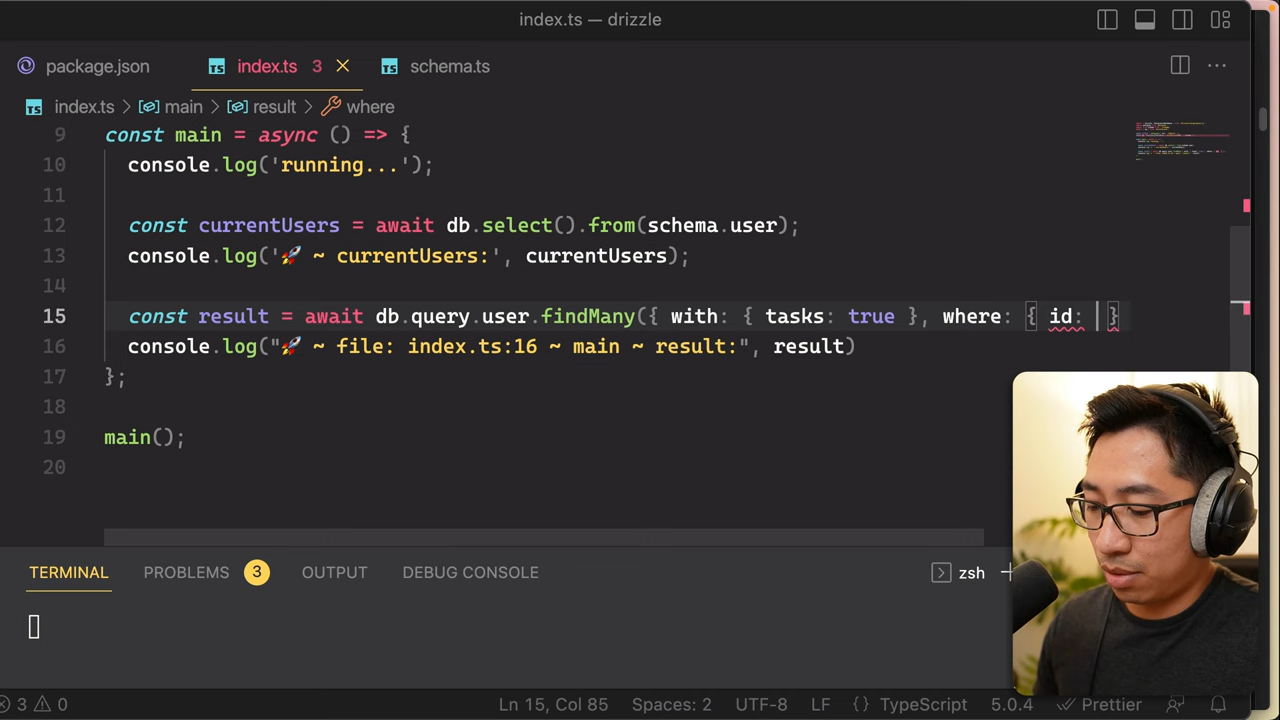 index.ts — drizzle
package.json
index.ts 3
schema.ts
index.ts > main > result > where
9 const main = async () => {
10 console.log('running...');
11
12 const currentUsers = await db.select().from(schema.user);
13 console.log('🚀 ~ currentUsers:', currentUsers);
14
15 const result = await db.query.user.findMany({ with: { tasks: true }, where: { id: }
16 console.log("🚀 ~ file: index.ts:16 ~ main ~ result:", result)
17 };
18
19 main();
20
TERMINAL PROBLEMS 3 OUTPUT DEBUG CONSOLE zsh
3 0 Ln 15, Col 85 Spaces: 2 UTF-8 LF {} TypeScript 5.0.4 Prettier